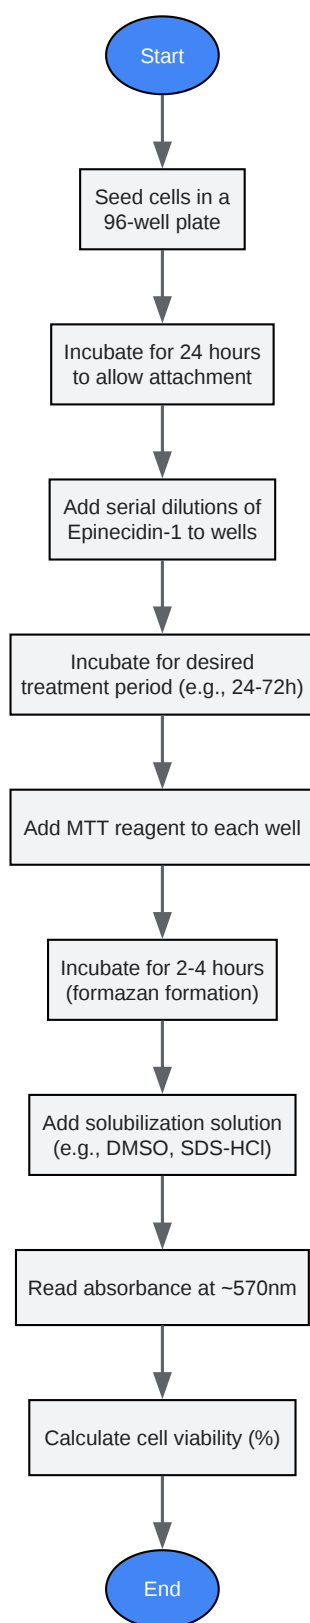 Start
Seed cells in a
96-well plate
Incubate for 24 hours
to allow attachment
Add serial dilutions of
Epinecidin-1 to wells
Incubate for desired
treatment period (e.g., 24-72h)
Add MTT reagent to each well
Incubate for 2-4 hours
(formazan formation)
Add solubilization solution
(e.g., DMSO, SDS-HCl)
Read absorbance at ~570nm
Calculate cell viability (%)
End